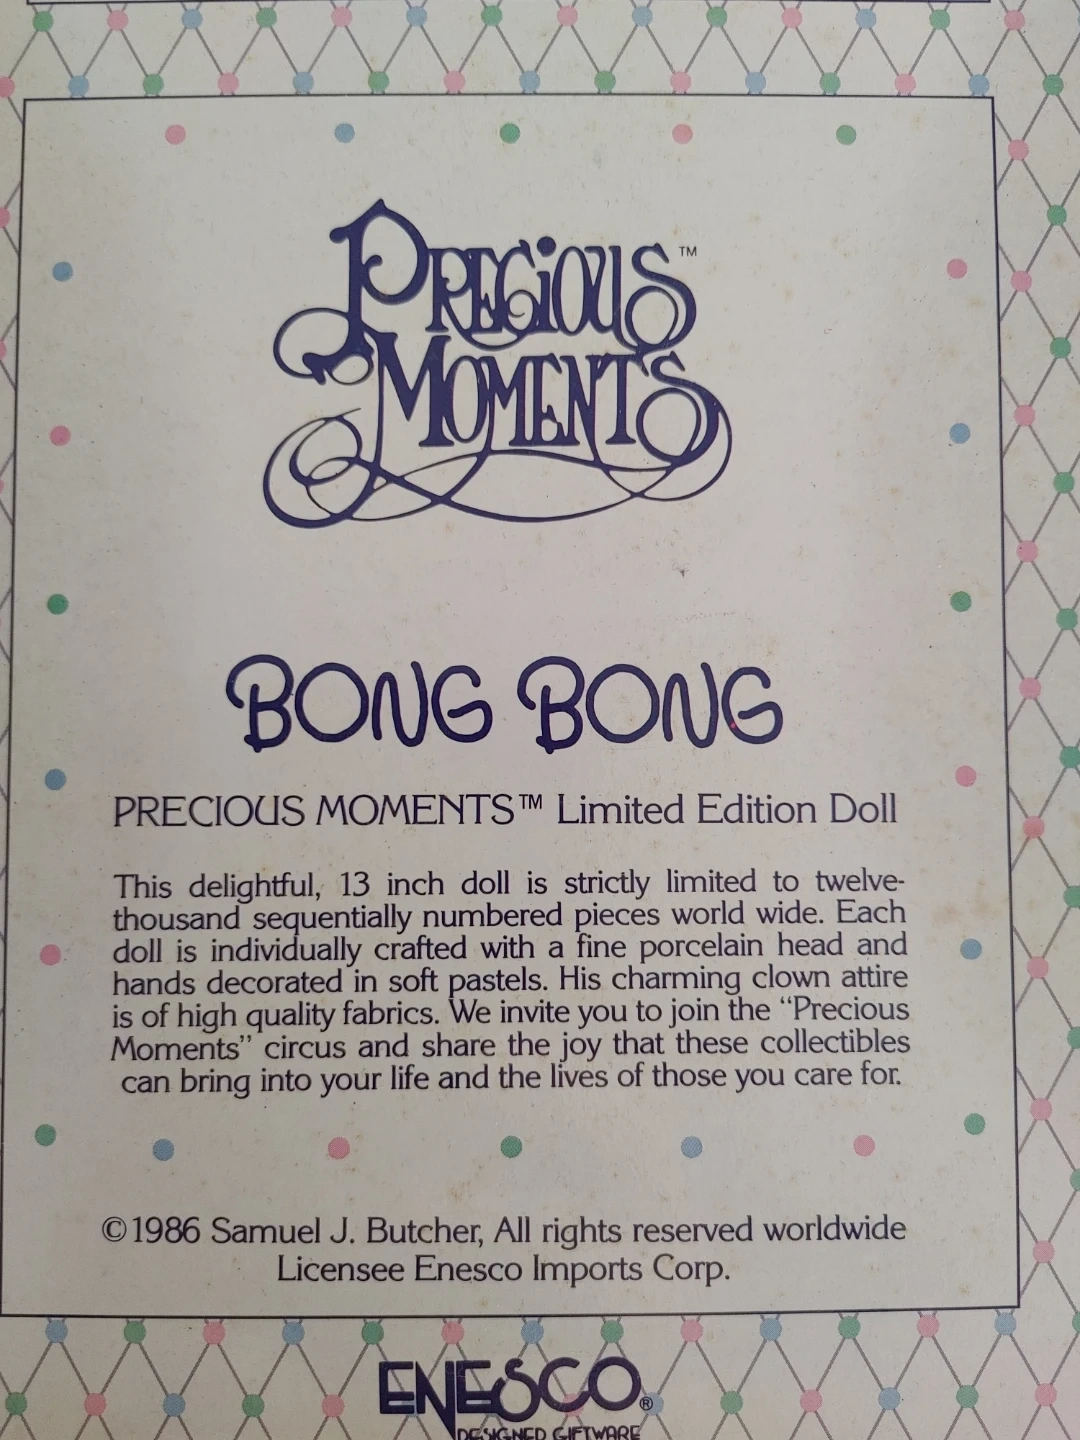 PRECIOUS™
MOMENTS
BONG BONG
PRECIOUS MOMENTS™ Limited Edition Doll
This delightful, 13 inch doll is strictly limited to twelve-
thousand sequentially numbered pieces world wide. Each
doll is individually crafted with a fine porcelain head and
hands decorated in soft pastels. His charming clown attire
is of high quality fabrics. We invite you to join the “Precious
Moments” circus and share the joy that these collectibles
can bring into your life and the lives of those you care for.
©1986 Samuel J. Butcher, All rights reserved worldwide
Licensee Enesco Imports Corp.
ENESCO®
DESIGNED GIFTWARE